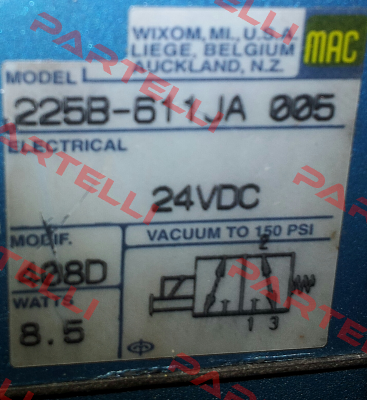 WIXOM, MI, U.S.A.
LIEGE, BELGIUM
AUCKLAND, N.Z.
MAC
MODEL
225B-611JA 005
ELECTRICAL
24VDC
MODIF.
408D
VACUUM TO 150 PSI
WATTS
8.5
2
1 3
PARTELLI
PARTELLI
PARTELLI
PARTELLI
PARTELLI